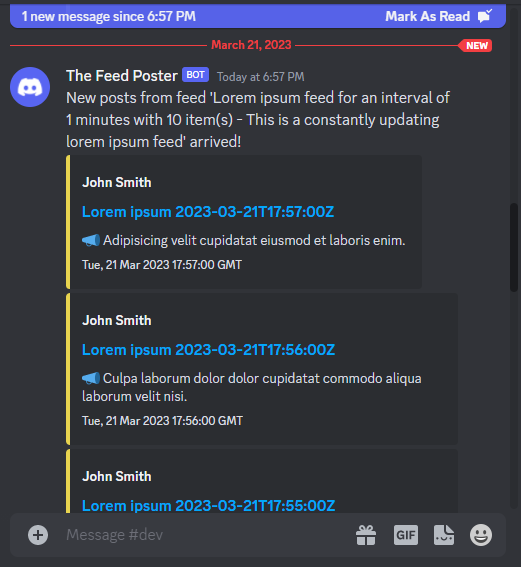 1 new message since 6:57 PM Mark As Read
March 21, 2023 NEW
The Feed Poster BOT Today at 6:57 PM
New posts from feed 'Lorem ipsum feed for an interval of
1 minutes with 10 item(s) - This is a constantly updating
lorem ipsum feed' arrived!
John Smith
Lorem ipsum 2023-03-21T17:57:00Z
Adipisicing velit cupidatat eiusmod et laboris enim.
Tue, 21 Mar 2023 17:57:00 GMT
John Smith
Lorem ipsum 2023-03-21T17:56:00Z
Culpa laborum dolor dolor cupidatat commodo aliqua
laborum velit nisi.
Tue, 21 Mar 2023 17:56:00 GMT
John Smith
Lorem ipsum 2023-03-21T17:55:00Z
Message #dev GIF